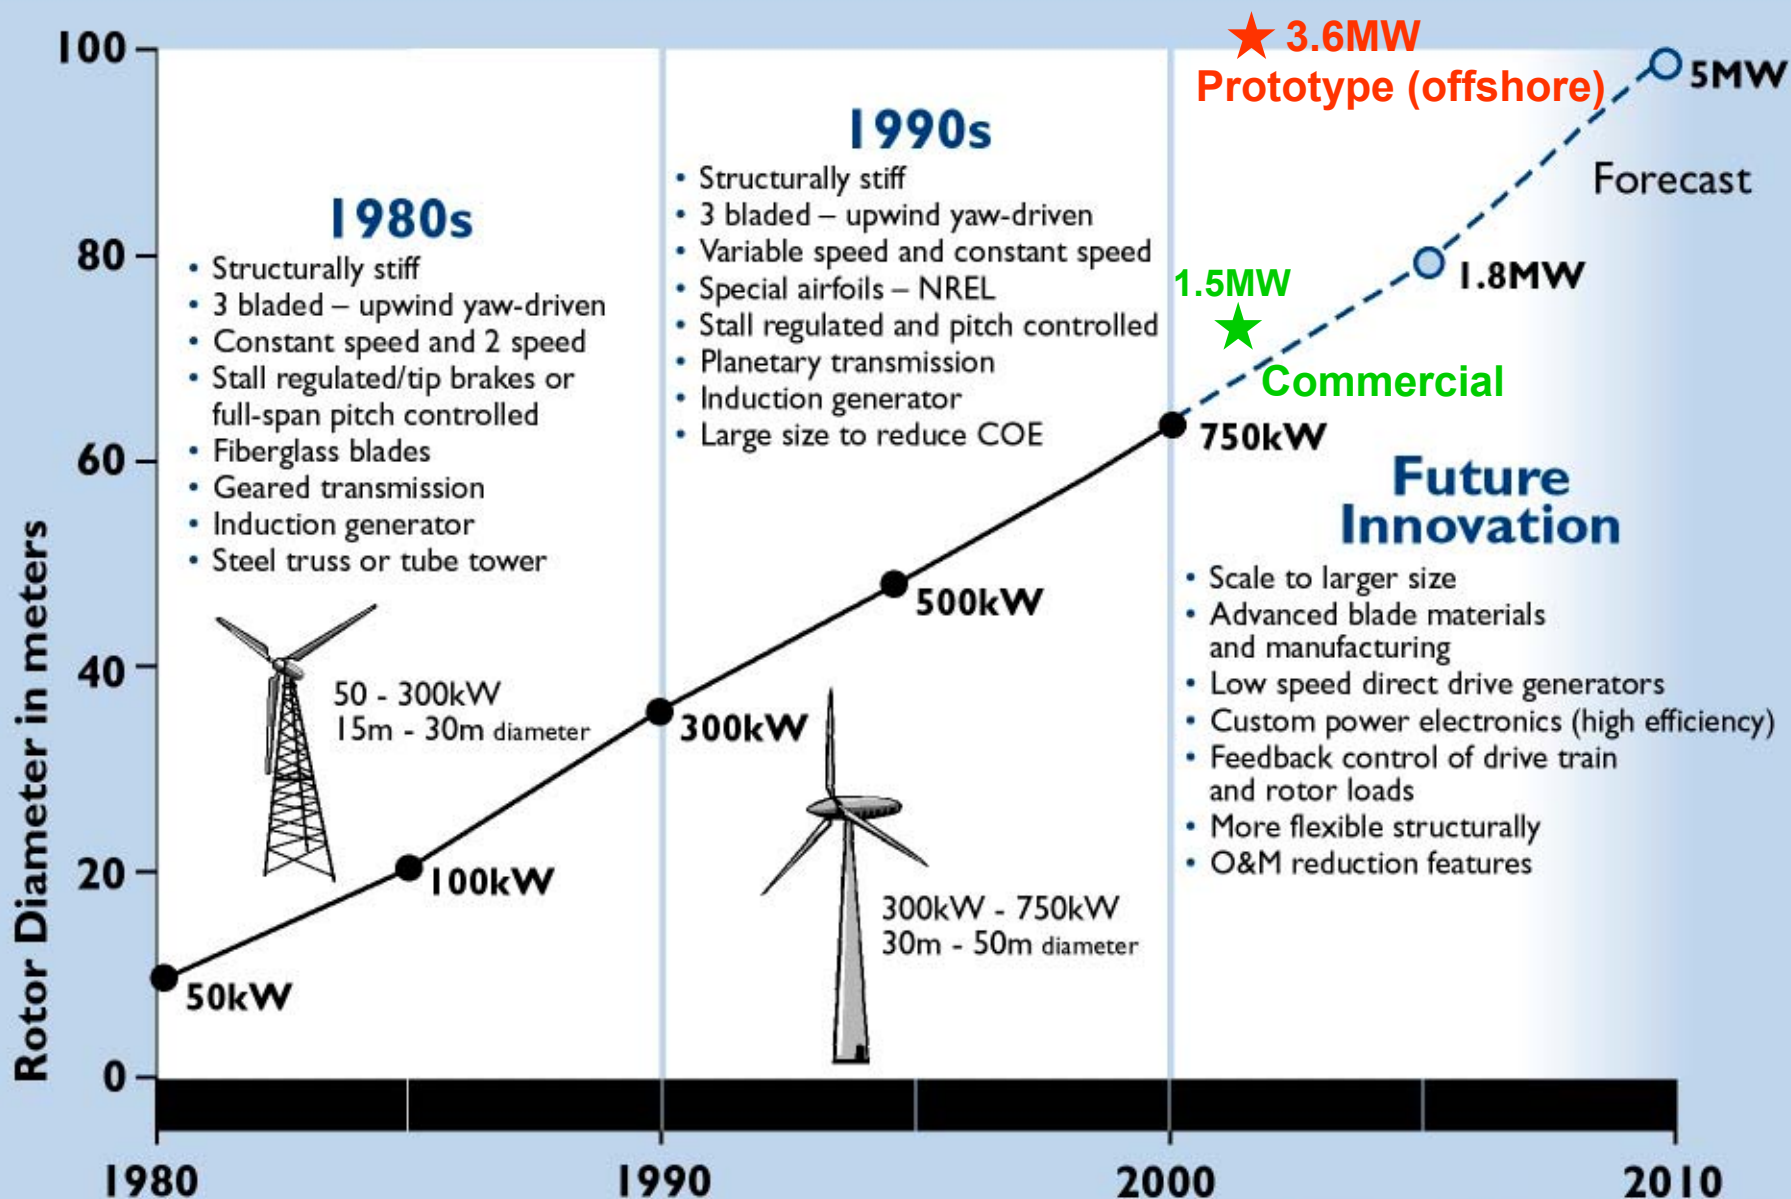 Rotor Diameter in meters
100
80
60
40
20
0
1980s
• Structurally stiff
• 3 bladed – upwind yaw-driven
• Constant speed and 2 speed
• Stall regulated/tip brakes or
full-span pitch controlled
• Fiberglass blades
• Geared transmission
• Induction generator
• Steel truss or tube tower
50 - 300kW
15m - 30m diameter
50kW
100kW
1990s
• Structurally stiff
• 3 bladed – upwind yaw-driven
• Variable speed and constant speed
• Special airfoils – NREL
• Stall regulated and pitch controlled
• Planetary transmission
• Induction generator
• Large size to reduce COE
300kW
500kW
300kW - 750kW
30m - 50m diameter
3.6MW
Prototype (offshore)
5MW
Forecast
1.5MW
1.8MW
Commercial
750kW
Future
Innovation
• Scale to larger size
• Advanced blade materials
and manufacturing
• Low speed direct drive generators
• Custom power electronics (high efficiency)
• Feedback control of drive train
and rotor loads
• More flexible structurally
• O&M reduction features
1980
1990
2000
2010